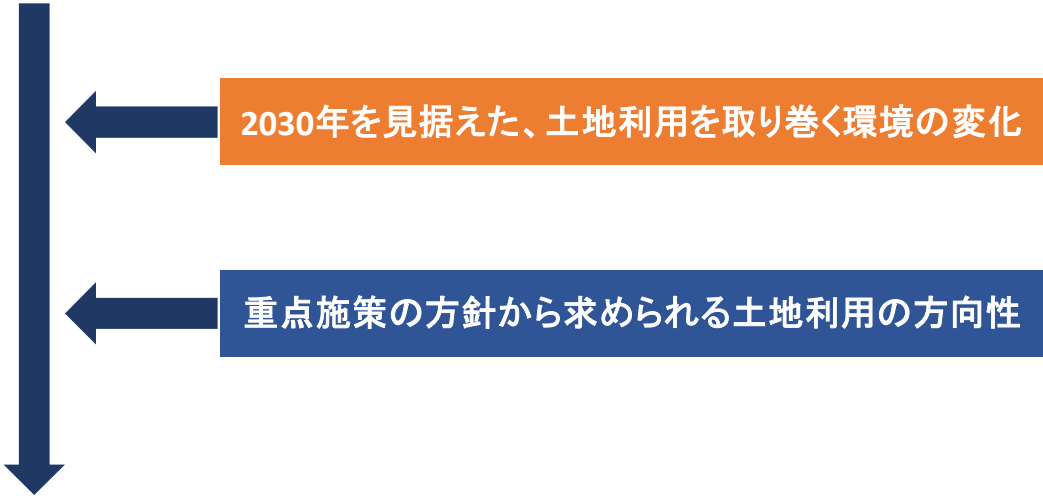 2030年を見据えた、土地利用を取り巻く環境の変化
重点施策の方針から求められる土地利用の方向性